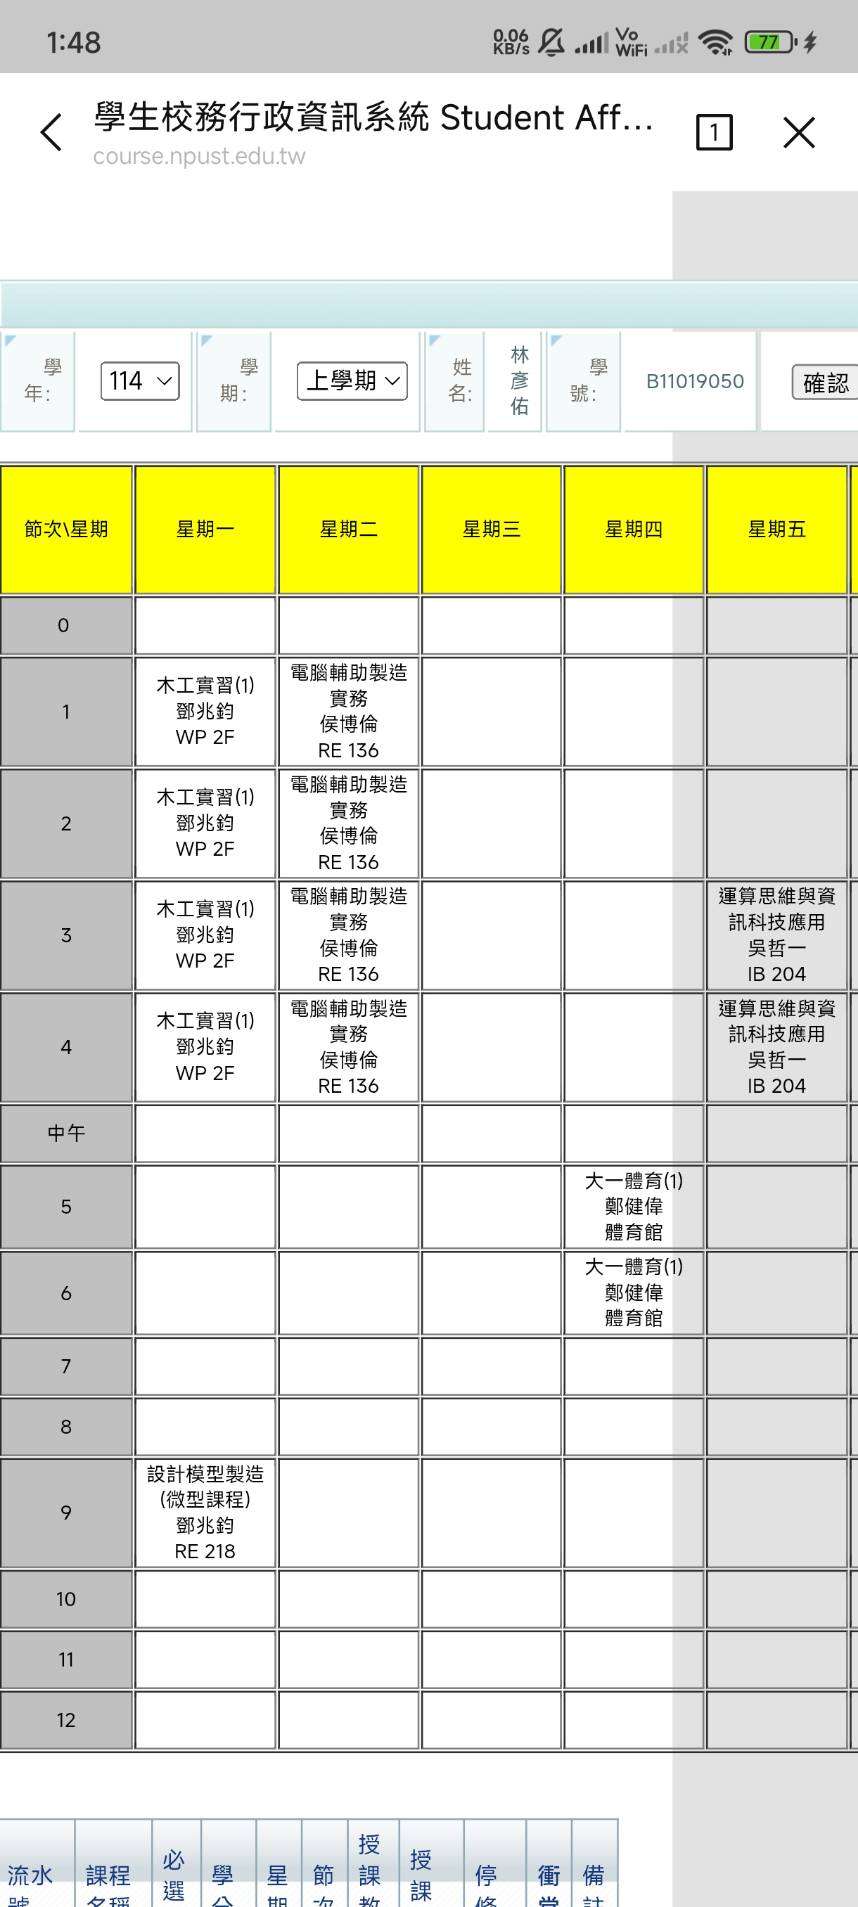 1:48
0.06 KB/s
Vo WiFi
77
學生校務行政資訊系統 Student Aff...
course.npust.edu.tw
1
學年: 114 學期: 上學期 姓名: 林彥佑 學號: B11019050 確認
節次\星期 星期一 星期二 星期三 星期四 星期五
0
1
木工實習(1)
鄧兆鈞
WP 2F
電腦輔助製造
實務
侯博倫
RE 136
2
木工實習(1)
鄧兆鈞
WP 2F
電腦輔助製造
實務
侯博倫
RE 136
3
木工實習(1)
鄧兆鈞
WP 2F
電腦輔助製造
實務
侯博倫
RE 136
運算思維與資
訊科技應用
吳哲一
IB 204
4
木工實習(1)
鄧兆鈞
WP 2F
電腦輔助製造
實務
侯博倫
RE 136
運算思維與資
訊科技應用
吳哲一
IB 204
中午
5
大一體育(1)
鄭健偉
體育館
6
大一體育(1)
鄭健偉
體育館
7
8
9
設計模型製造
(微型課程)
鄧兆鈞
RE 218
10
11
12
流水
課程
必選
學
星
節
授課
授課
停
衝
備